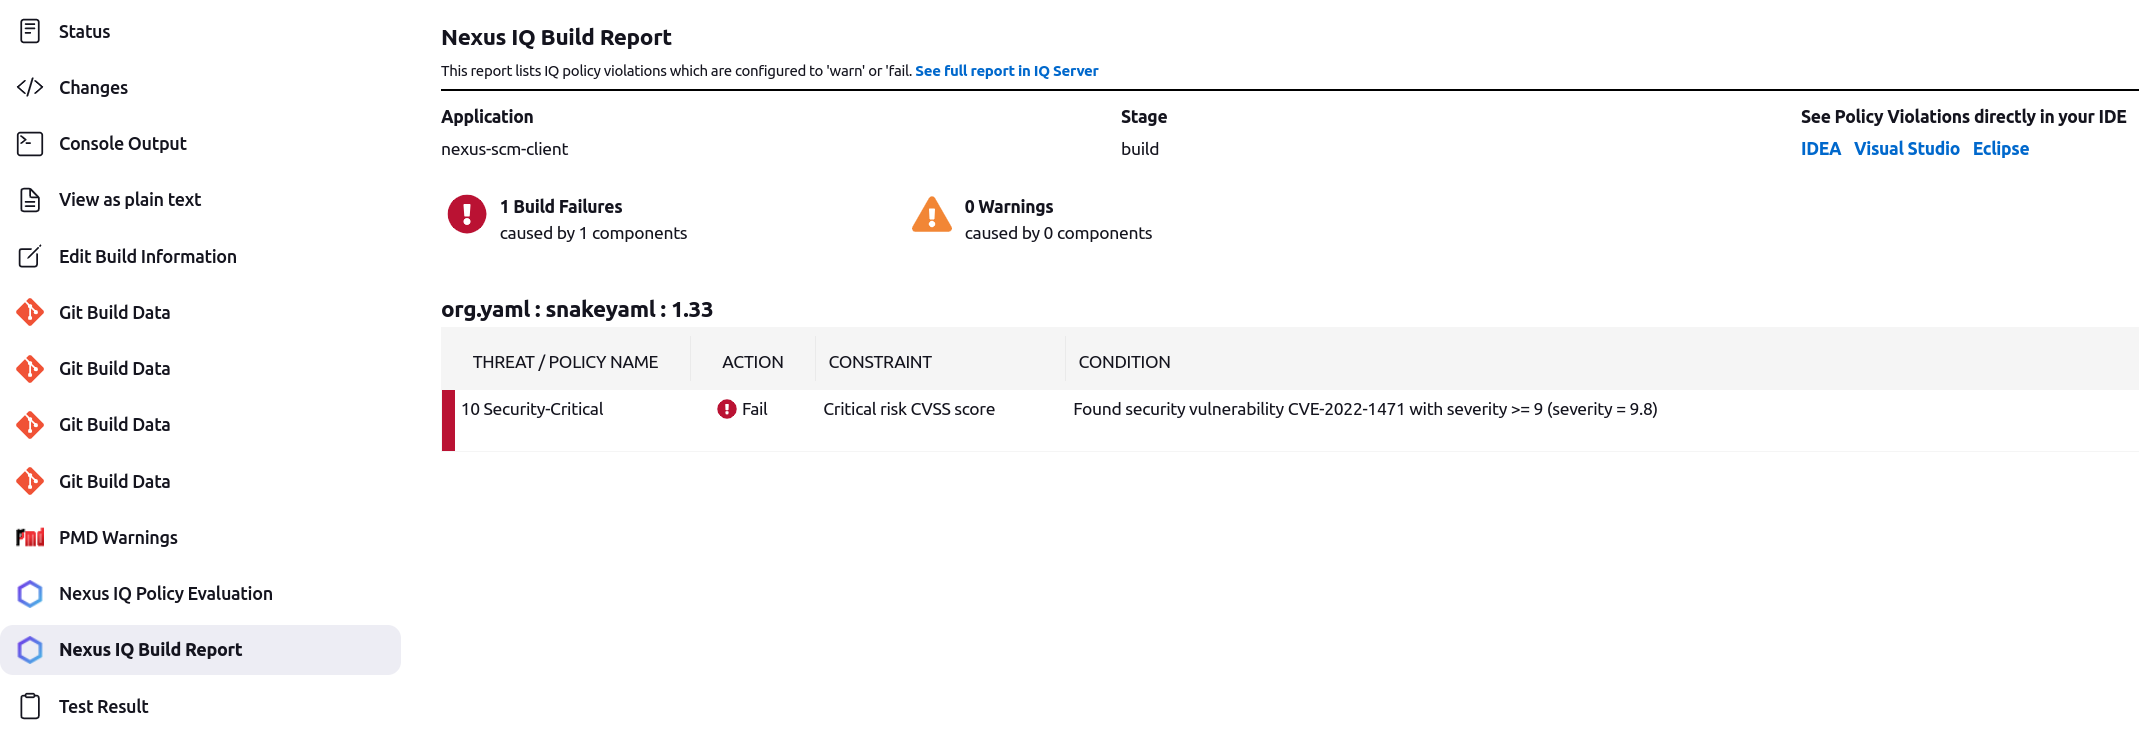 Status
Changes
Console Output
View as plain text
Edit Build Information
Git Build Data
Git Build Data
Git Build Data
Git Build Data
PMD Warnings
Nexus IQ Policy Evaluation
Nexus IQ Build Report
Test Result
Nexus IQ Build Report
This report lists IQ policy violations which are configured to 'warn' or 'fail. See full report in IQ Server
Application
nexus-scm-client
Stage
build
See Policy Violations directly in your IDE
IDEA Visual Studio Eclipse
1 Build Failures
caused by 1 components
0 Warnings
caused by 0 components
org.yaml : snakeyaml : 1.33
THREAT / POLICY NAME ACTION CONSTRAINT CONDITION
10 Security-Critical Fail Critical risk CVSS score Found security vulnerability CVE-2022-1471 with severity >= 9 (severity = 9.8)